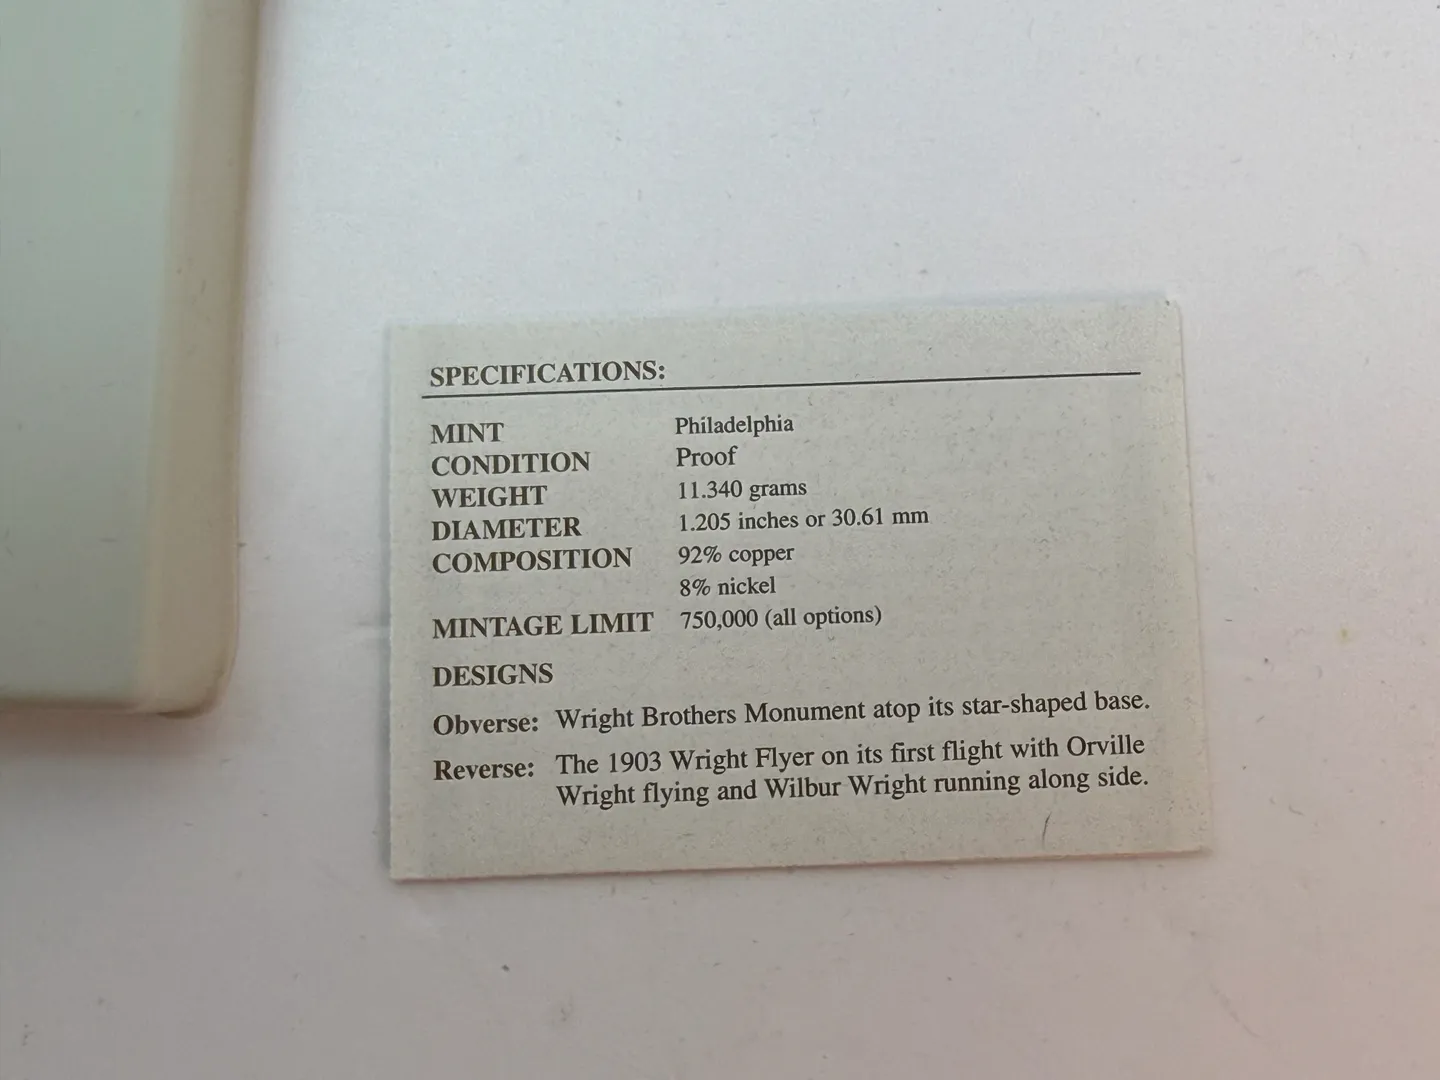 SPECIFICATIONS:
MINT Philadelphia
CONDITION Proof
WEIGHT 11.340 grams
DIAMETER 1.205 inches or 30.61 mm
COMPOSITION 92% copper
8% nickel
MINTAGE LIMIT 750,000 (all options)
DESIGNS
Obverse: Wright Brothers Monument atop its star-shaped base.
Reverse: The 1903 Wright Flyer on its first flight with Orville
Wright flying and Wilbur Wright running along side.